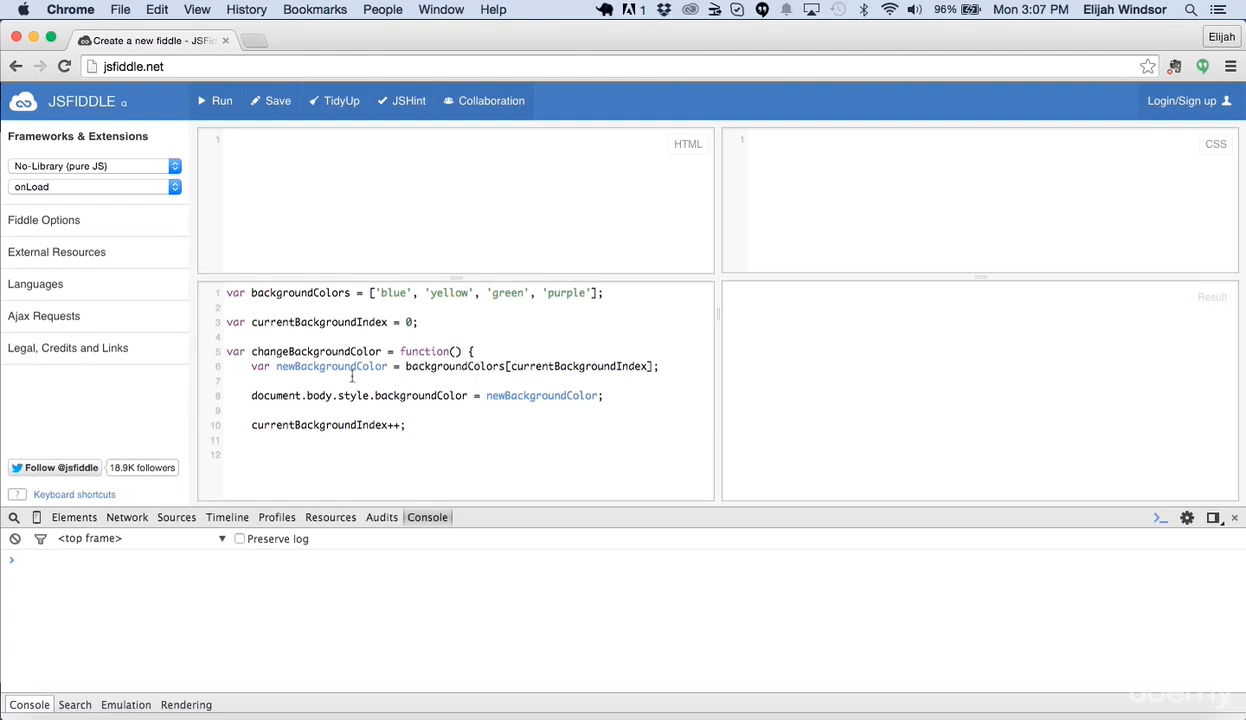 Chrome File Edit View History Bookmarks People Window Help 1 96% Mon 3:07 PM Elijah Windsor
Create a new fiddle - JSFid × Elijah
jsfiddle.net
JSFIDDLE α Run Save TidyUp JSHint Collaboration Login/Sign up
Frameworks & Extensions
No-Library (pure JS)
onLoad
Fiddle Options
External Resources
Languages
Ajax Requests
Legal, Credits and Links
Follow @jsfiddle 18.9K followers
? Keyboard shortcuts
1 HTML
1 CSS
1 var backgroundColors = ['blue', 'yellow', 'green', 'purple'];
2
3 var currentBackgroundIndex = 0;
4
5 var changeBackgroundColor = function() {
6 var newBackgroundColor = backgroundColors[currentBackgroundIndex];
7
8 document.body.style.backgroundColor = newBackgroundColor;
9
10 currentBackgroundIndex++;
11
12
Result
Elements Network Sources Timeline Profiles Resources Audits Console ×
<top frame> ▼ Preserve log
>
Console Search Emulation Rendering
udemy